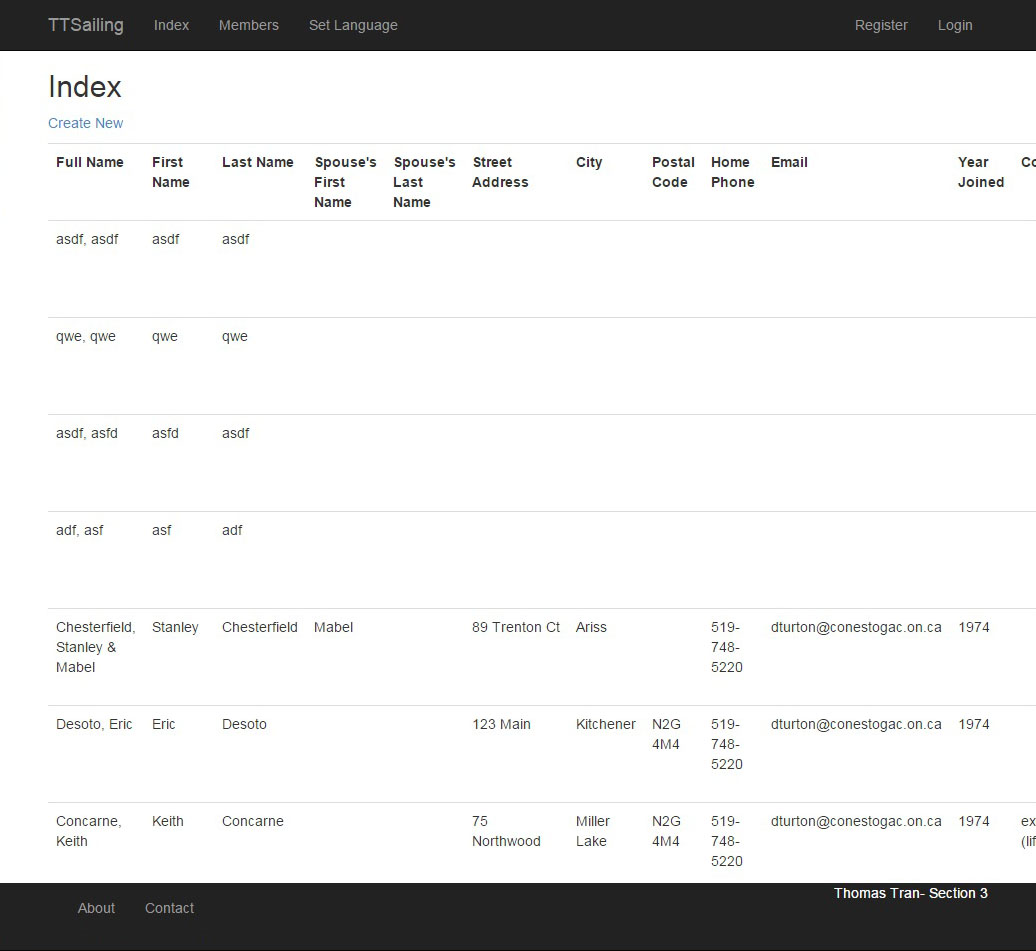 TTSailing Index Members Set Language Register Login
Index
Create New
Full Name First Name Last Name Spouse's First Name Spouse's Last Name Street Address City Postal Code Home Phone Email Year Joined Co
asdf, asdf asdf asdf
qwe, qwe qwe qwe
asdf, asfd asfd asdf
adf, asf asf adf
Chesterfield, Stanley & Mabel Stanley Chesterfield Mabel 89 Trenton Ct Ariss 519-748-5220 dturton@conestogac.on.ca 1974
Desoto, Eric Eric Desoto 123 Main Kitchener N2G 4M4 519-748-5220 dturton@conestogac.on.ca 1974
Concarne, Keith Keith Concarne 75 Northwood Miller Lake N2G 4M4 519-748-5220 dturton@conestogac.on.ca 1974 ex (lif
Thomas Tran- Section 3
About Contact